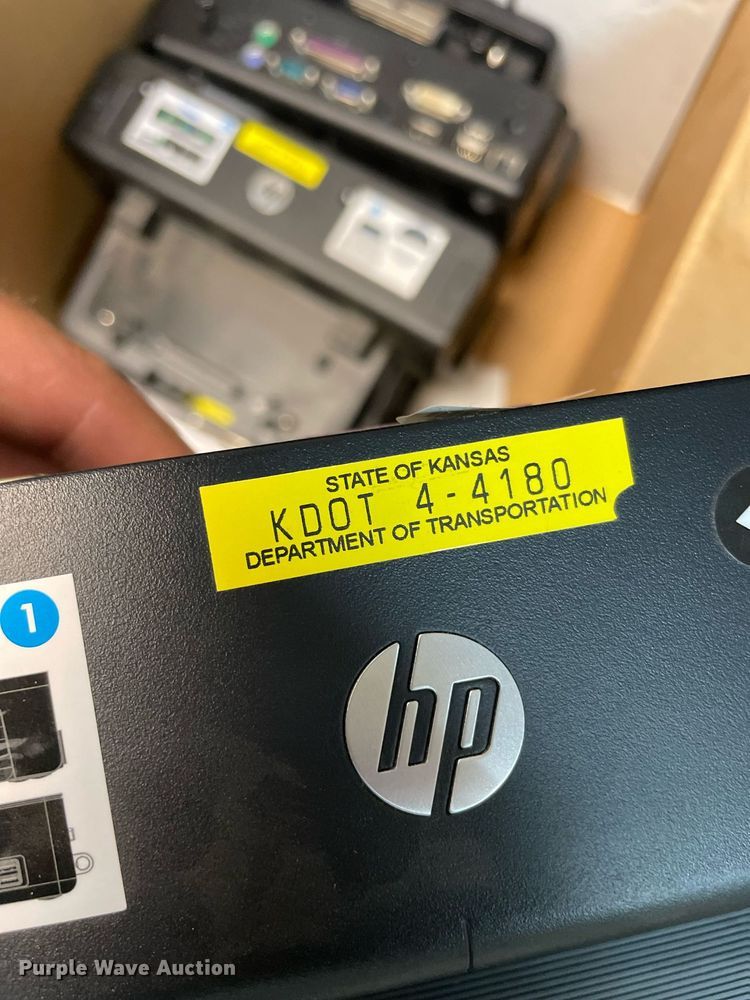 STATE OF KANSAS
KDOT 4-4180
DEPARTMENT OF TRANSPORTATION
1
hp
Purple Wave Auction